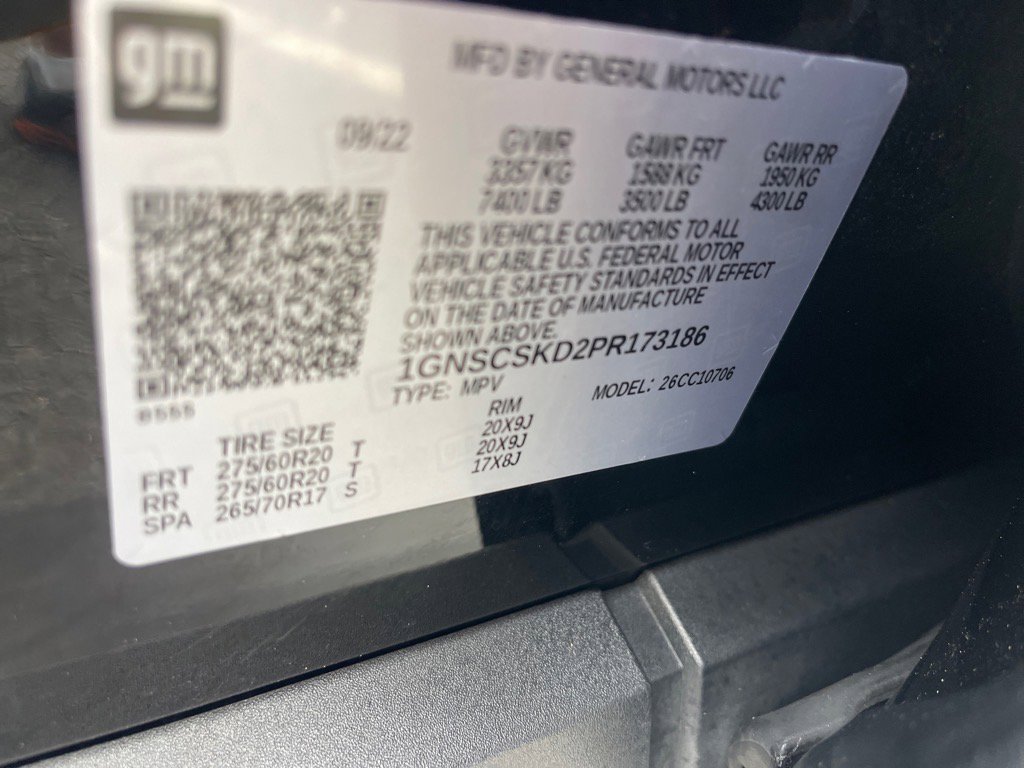 gm
MFD BY GENERAL MOTORS LLC
09/22
GVWR GAWR FRT GAWR RR
3357 KG 1588 KG 1950 KG
7400 LB 3500 LB 4300 LB
THIS VEHICLE CONFORMS TO ALL
APPLICABLE U.S. FEDERAL MOTOR
VEHICLE SAFETY STANDARDS IN EFFECT
ON THE DATE OF MANUFACTURE
SHOWN ABOVE.
1GNSCSKD2PR173186
TYPE: MPV MODEL: 26CC10706
TIRE SIZE RIM
FRT 275/60R20 T 20X9J
RR 275/60R20 T 20X9J
SPA 265/70R17 S 17X8J